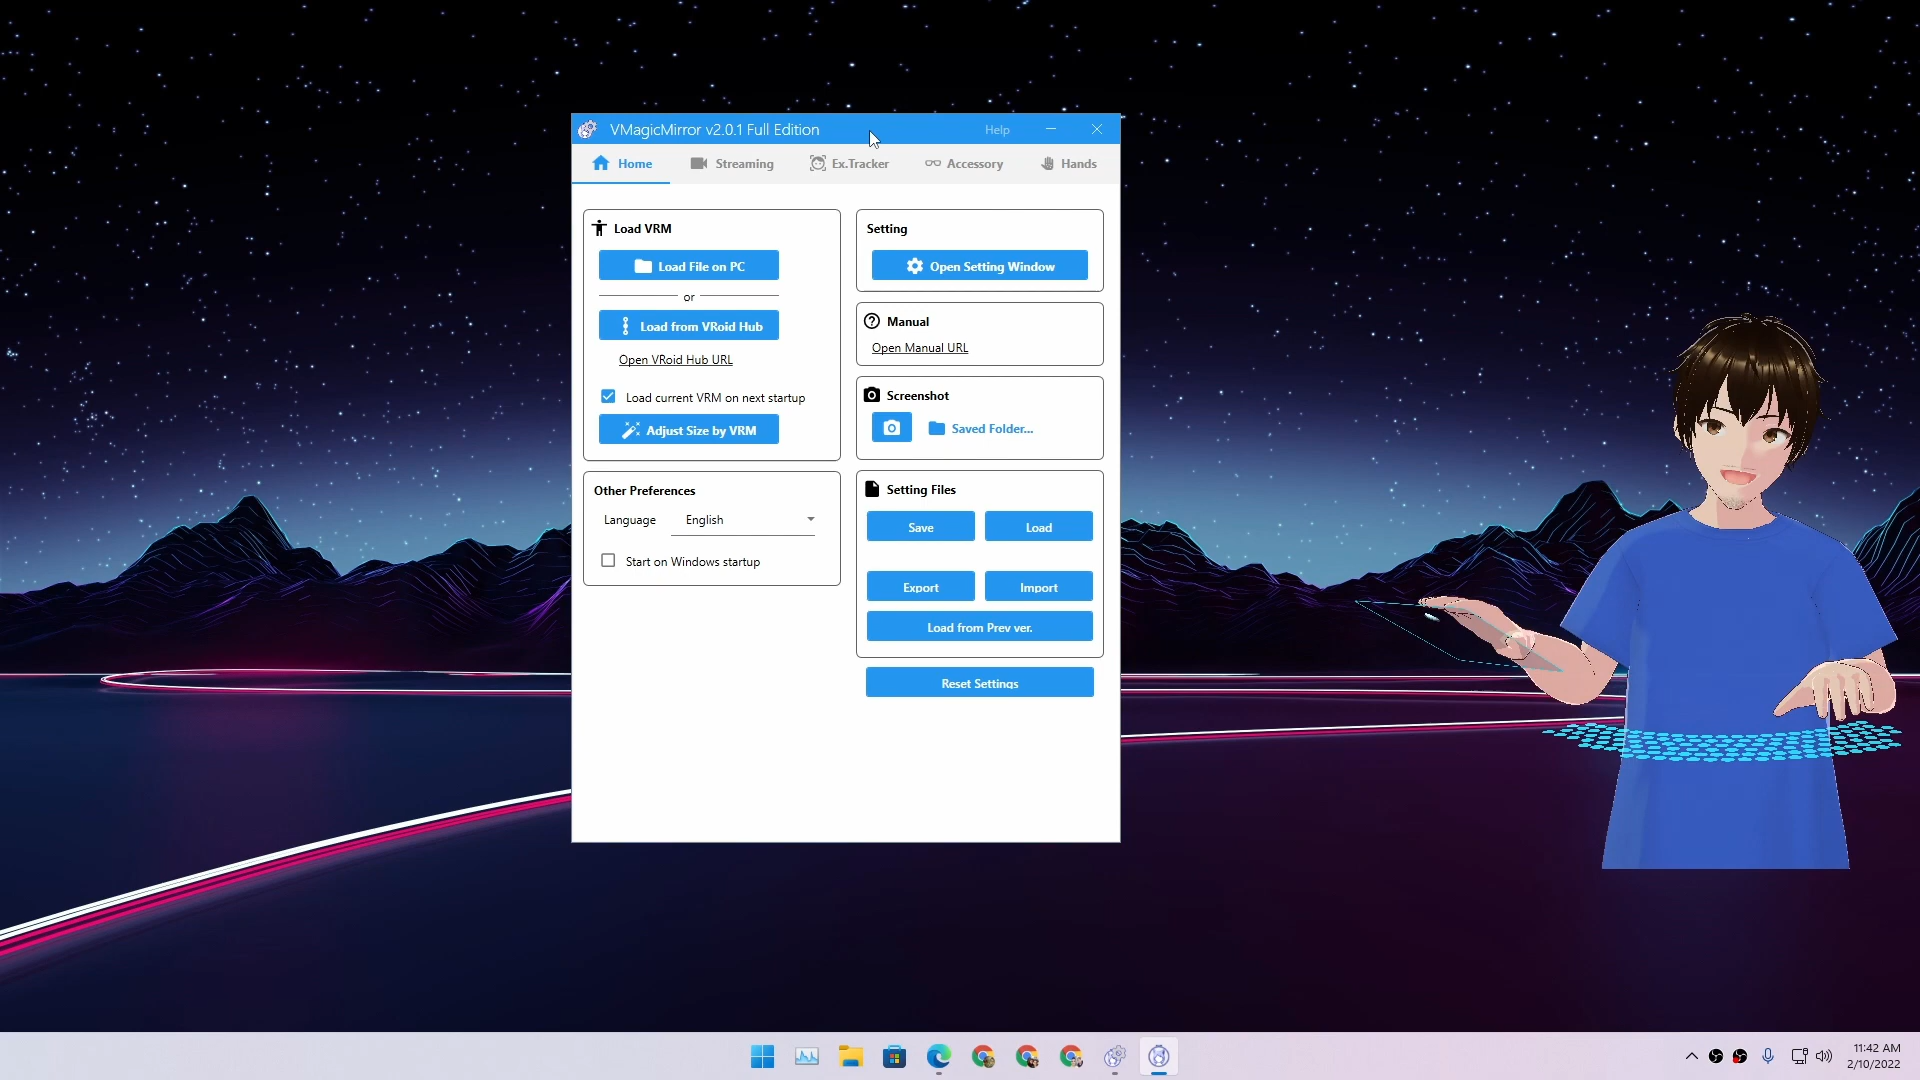 VMagicMirror v2.0.1 Full Edition
Help
Home
Streaming
Ex.Tracker
Accessory
Hands
Load VRM
Load File on PC
or
Load from VRoid Hub
Open VRoid Hub URL
Load current VRM on next startup
Adjust Size by VRM
Other Preferences
Language English
Start on Windows startup
Setting
Open Setting Window
Manual
Open Manual URL
Screenshot
Saved Folder...
Setting Files
Save
Load
Export
Import
Load from Prev ver.
Reset Settings
11:42 AM
2/10/2022